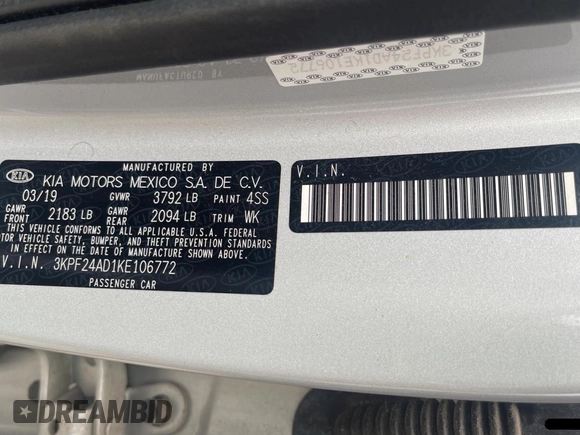 MANUFACTURED BY
KIA KIA MOTORS MEXICO S.A. DE C.V.
03/19 GVWR 3792 LB PAINT 4SS
GAWR FRONT 2183 LB GAWR REAR 2094 LB TRIM WK
THIS VEHICLE CONFORMS TO ALL APPLICABLE U.S.A. FEDERAL
MOTOR VEHICLE SAFETY, BUMPER, AND THEFT PREVENTION
STANDARDS IN EFFECT ON THE DATE OF MANUFACTURE SHOWN ABOVE.
V.I.N. 3KPF24AD1KE106772
PASSENGER CAR
V.I.N.
DREAMBID